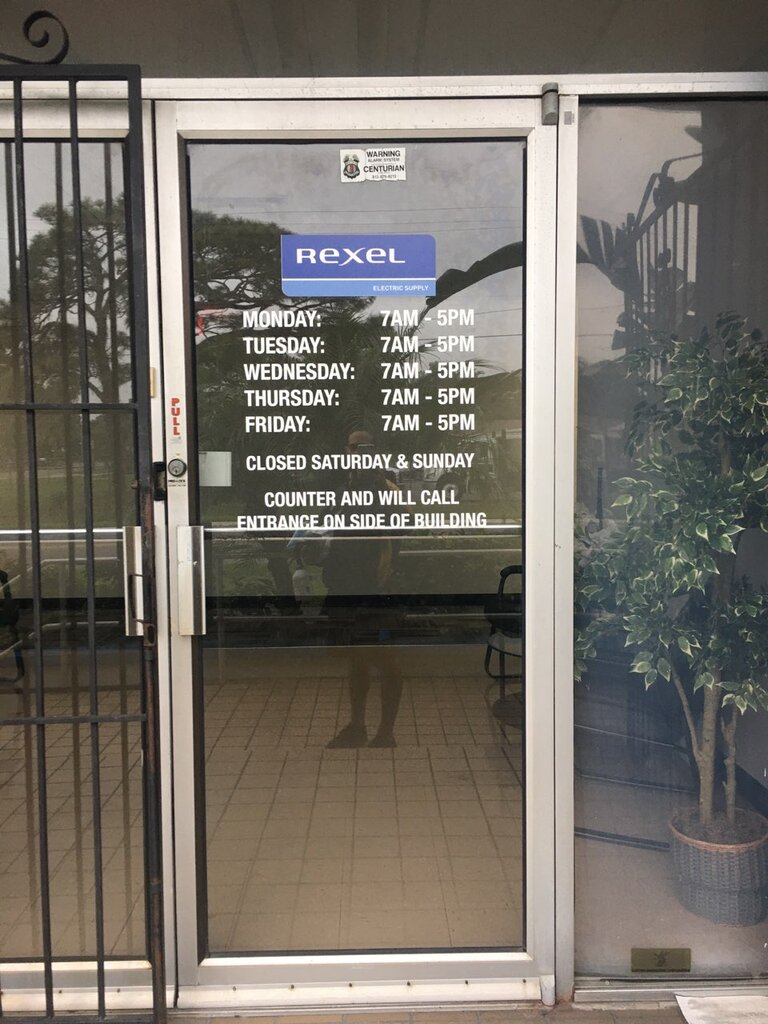 WARNING
ALARM SYSTEM
CENTURIAN
REXEL
ELECTRIC SUPPLY
MONDAY: 7AM - 5PM
TUESDAY: 7AM - 5PM
WEDNESDAY: 7AM - 5PM
THURSDAY: 7AM - 5PM
FRIDAY: 7AM - 5PM
PULL
CLOSED SATURDAY & SUNDAY
COUNTER AND WILL CALL
ENTRANCE ON SIDE OF BUILDING